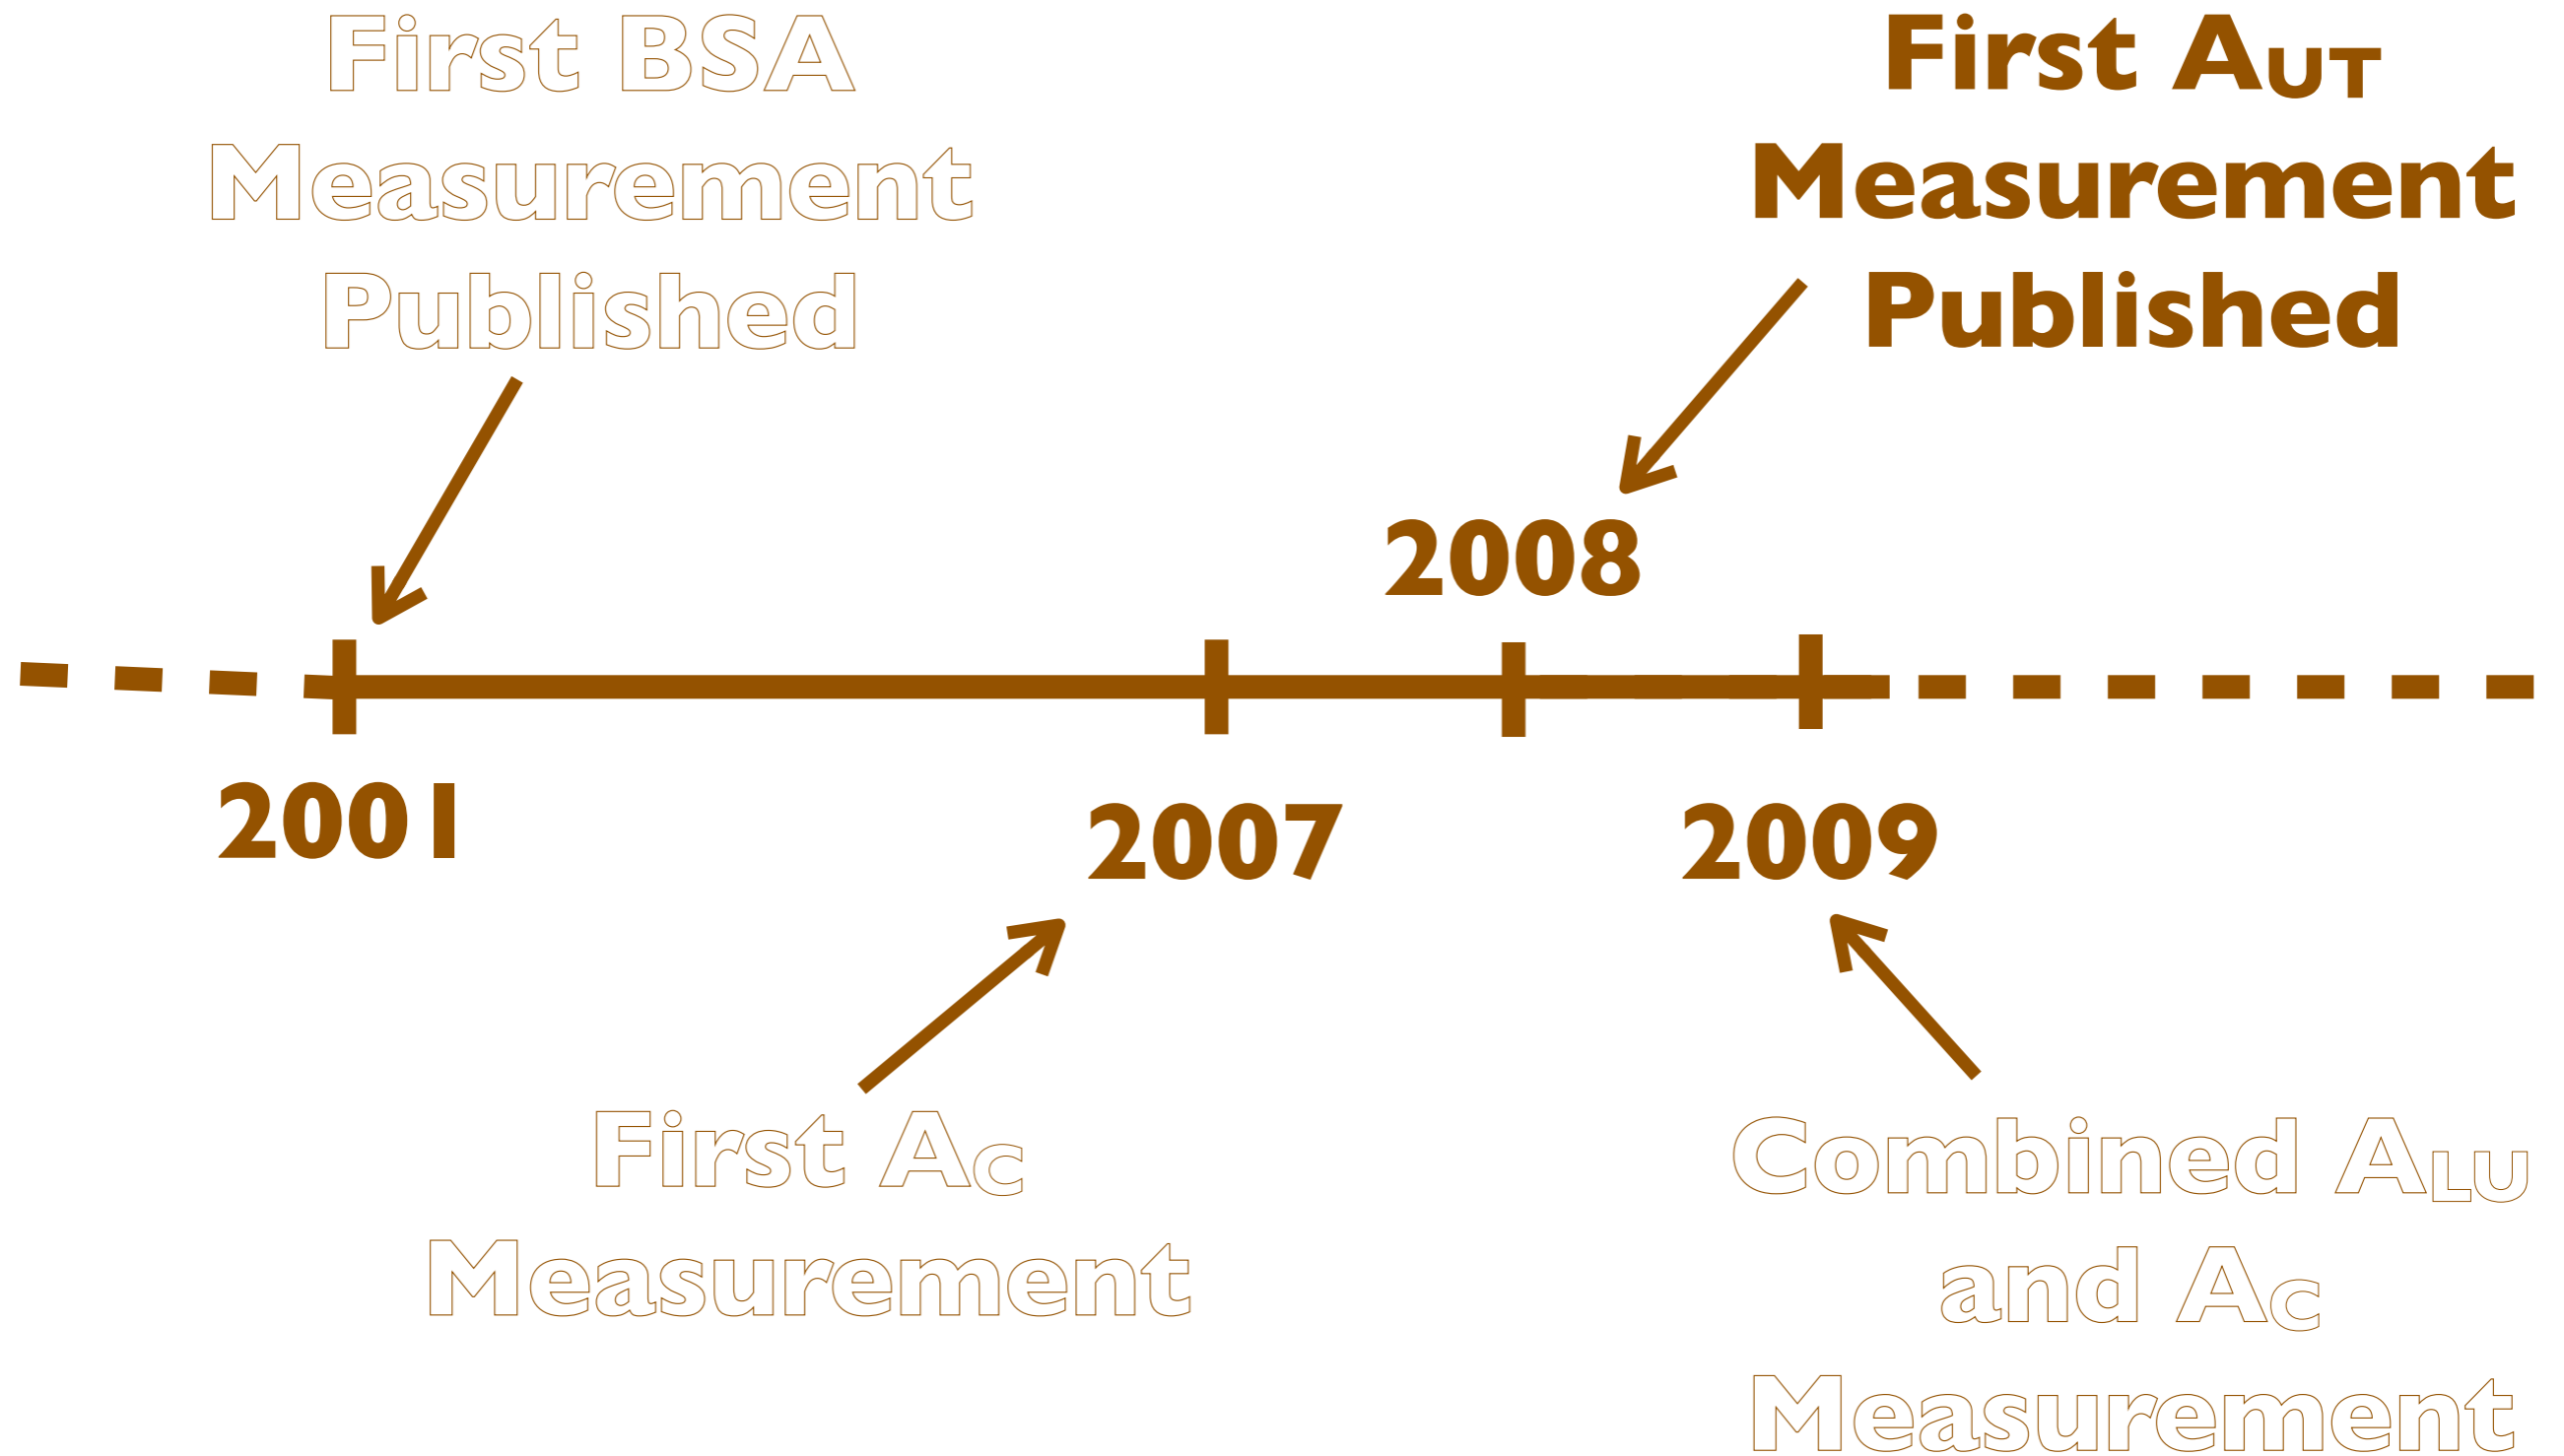 First BSA
Measurement
Published
First AUT
Measurement
Published
2008
2001
2007
2009
First AC
Measurement
Combined ALU
and AC
Measurement